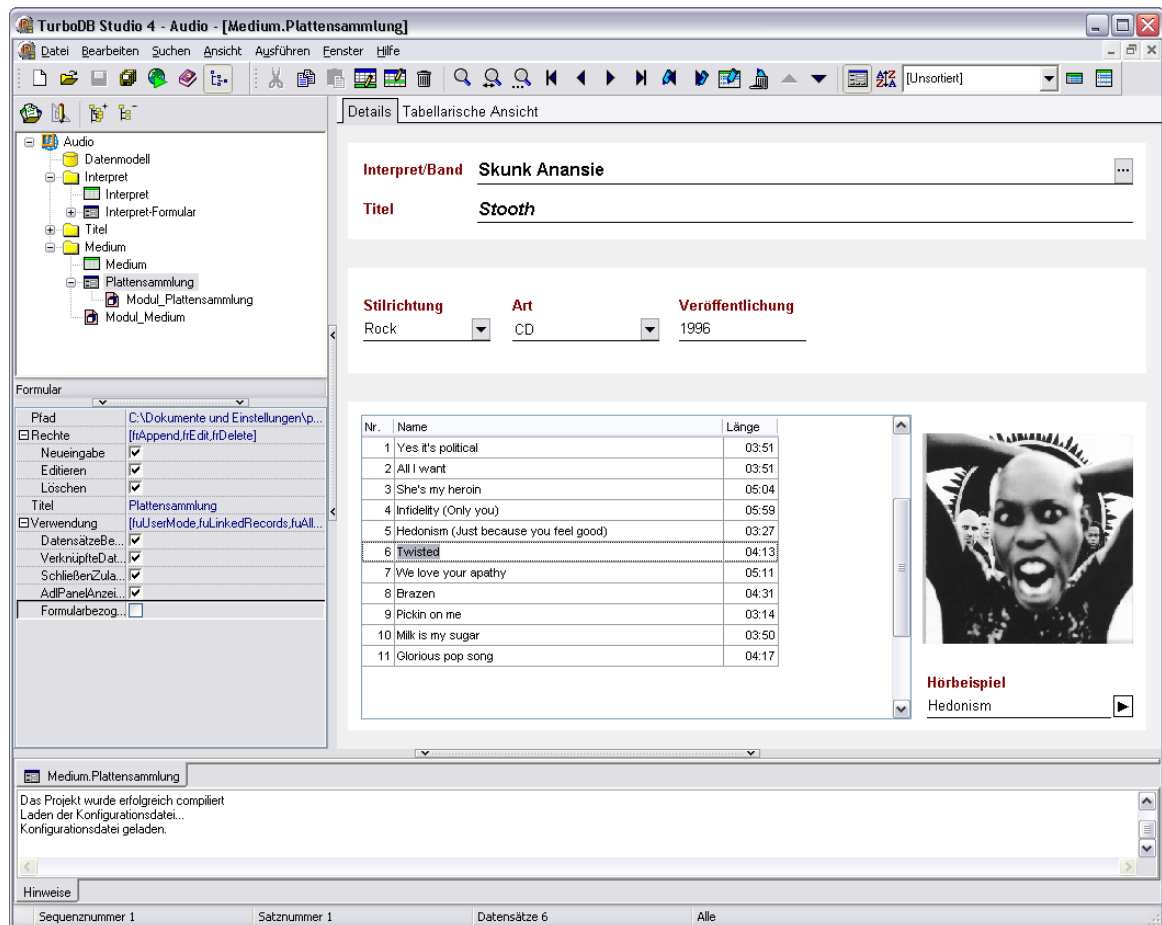 TurboDB Studio 4 - Audio - [Medium.Plattensammlung]
Datei Bearbeiten Suchen Ansicht Ausführen Fenster Hilfe
[Unsortiert]
Details Tabellarische Ansicht
Audio
Datenmodell
Interpret
Interpret
Interpret-Formular
Titel
Medium
Medium
Plattensammlung
Modul_Plattensammlung
Modul_Medium
Interpret/Band Skunk Anansie
Titel Stooth
Stilrichtung Art Veröffentlichung
Rock CD 1996
Formular
Pfad C:\Dokumente und Einstellungen\p...
Rechte [frAppend,frEdit,frDelete]
Neueingabe
Editieren
Löschen
Titel Plattensammlung
Verwendung [fuUserMode,fuLinkedRecords,fuAll...
DatensätzeBe...
VerknüpfteDat...
SchließenZula...
AdlPanelAnzei...
Formularbezog...
Nr. Name Länge
1 Yes it's political 03:51
2 All I want 03:51
3 She's my heroin 05:04
4 Infidelity (Only you) 05:59
5 Hedonism (Just because you feel good) 03:27
6 Twisted 04:13
7 We love your apathy 05:11
8 Brazen 04:31
9 Pickin on me 03:14
10 Milk is my sugar 03:50
11 Glorious pop song 04:17
Hörbeispiel
Hedonism
Medium.Plattensammlung
Das Projekt wurde erfolgreich compiliert
Laden der Konfigurationsdatei...
Konfigurationsdatei geladen.
Hinweise
Sequenznummer 1 Satznummer 1 Datensätze 6 Alle